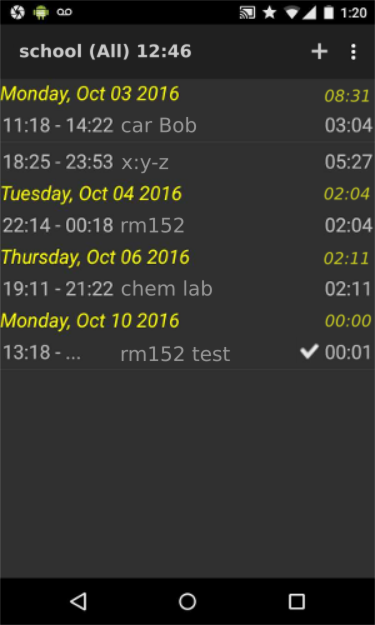 1:20
school (All) 12:46
Monday, Oct 03 2016 08:31
11:18 - 14:22 car Bob 03:04
18:25 - 23:53 x:y-z 05:27
Tuesday, Oct 04 2016 02:04
22:14 - 00:18 rm152 02:04
Thursday, Oct 06 2016 02:11
19:11 - 21:22 chem lab 02:11
Monday, Oct 10 2016 00:00
13:18 - ... rm152 test 00:01